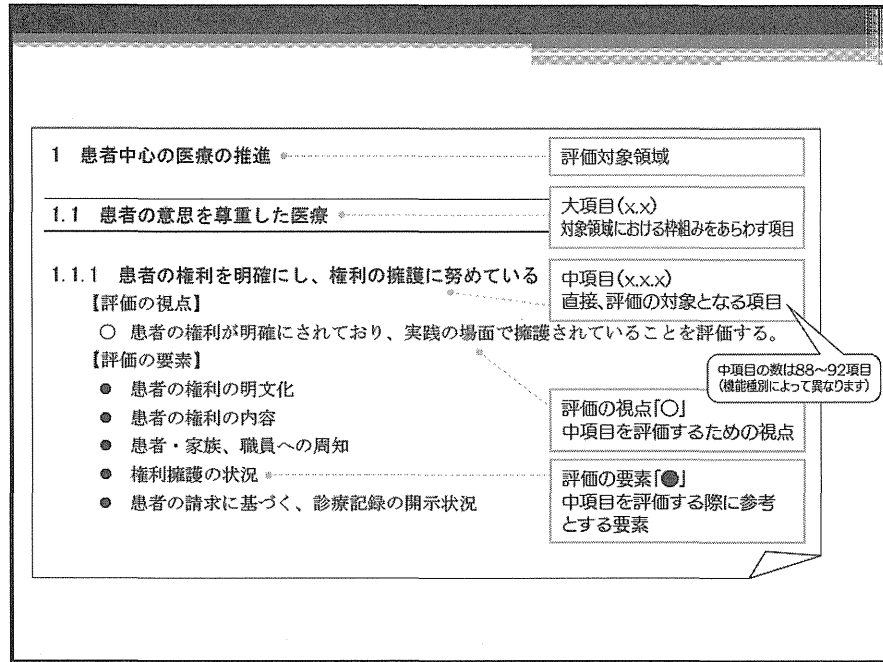 1 患者中心の医療の推進
評価対象領域
1.1 患者の意思を尊重した医療
大項目(x.x)
対象領域における枠組みをあらわす項目
1.1.1 患者の権利を明確にし、権利の擁護に努めている
中項目(x.x.x)
直接、評価の対象となる項目
【評価の視点】
○ 患者の権利が明確にされており、実践の場面で擁護されていることを評価する。
中項目の数は88~92項目
(機能種別によって異なります)
【評価の要素】
● 患者の権利の明文化
● 患者の権利の内容
● 患者・家族、職員への周知
● 権利擁護の状況
● 患者の請求に基づく、診療記録の開示状況
評価の視点「○」
中項目を評価するための視点
評価の要素「●」
中項目を評価する際に参考
とする要素